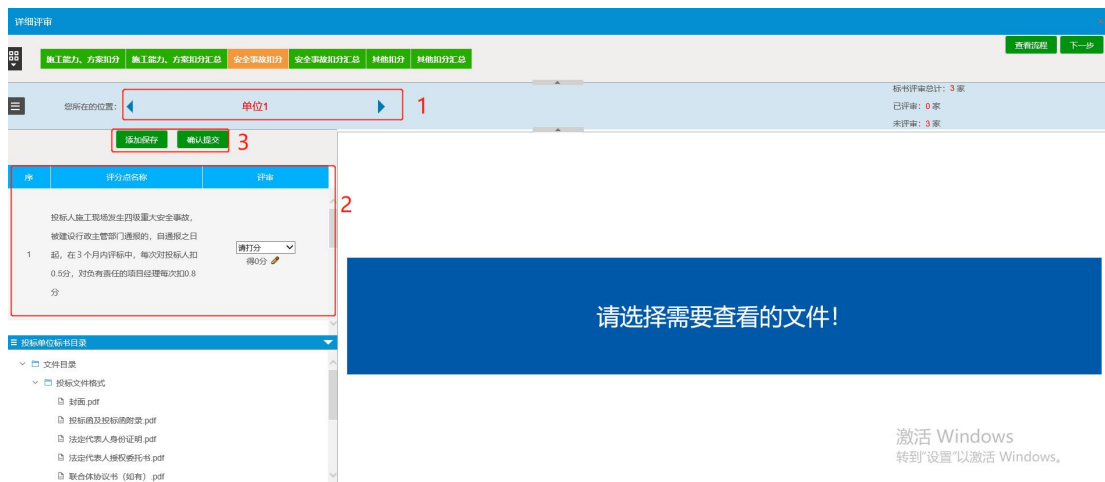 详细评审
查看流程 下一步
施工能力、方案扣分 施工能力、方案扣分汇总 安全事故扣分 安全事故扣分汇总 其他扣分 其他扣分汇总
标书评审总计：3 家
您所在的位置： 单位1 1
已评审：0 家
未评审：3 家
添加保存 确认提交 3
序 评分点名称 评审
2
投标人施工现场发生四级重大安全事故，
被建设行政主管部门通报的，自通报之日
1 起，在3个月内评标中，每次对投标人扣
请打分
得0分
0.5分，对负有责任的项目经理每次扣0.8
分
请选择需要查看的文件！
投标单位标书目录
文件目录
投标文件格式
封面.pdf
投标函及投标函附录.pdf
法定代表人身份证明.pdf
法定代表人授权委托书.pdf
联合体协议书（如有）.pdf
激活 Windows
转到"设置"以激活 Windows。